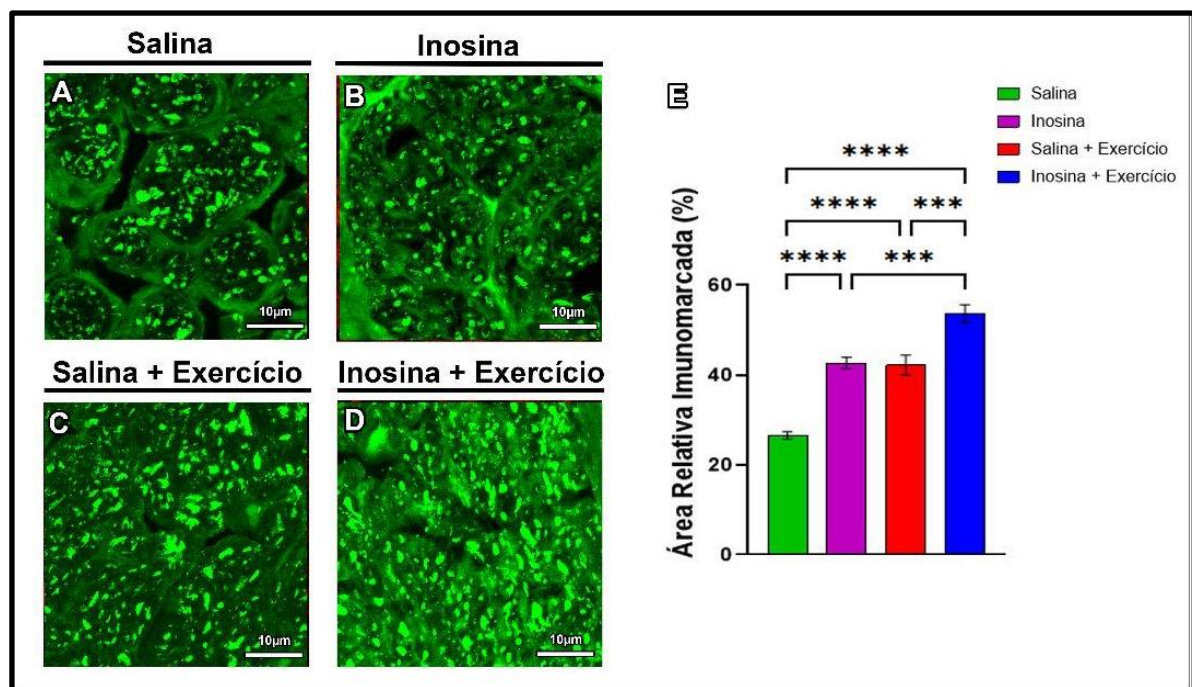 Salina
Inosina
A
B
10µm
10µm
Salina + Exercício
Inosina + Exercício
C
D
10µm
10µm
E
Salina
Inosina
Salina + Exercício
Inosina + Exercício
****
****
***
****
***
Área Relativa Imunomarcada (%)
60
40
20
0